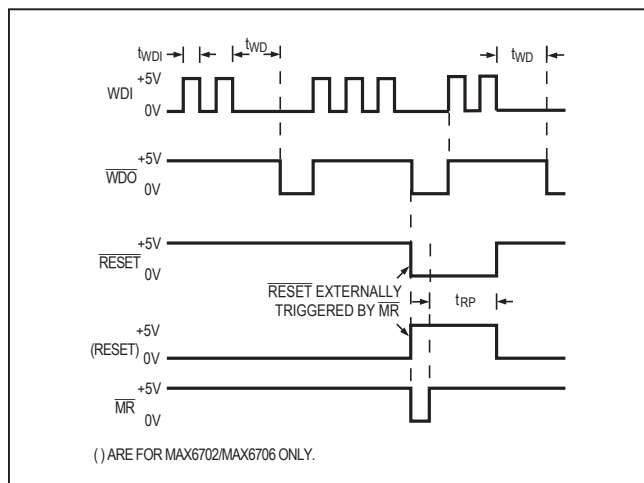 tWDI
tWD
tWD
+5V
WDI
0V
+5V
WDO
0V
+5V
RESET
0V
RESET EXTERNALLY
TRIGGERED BY MR
tRP
+5V
(RESET)
0V
+5V
MR
0V
( ) ARE FOR MAX6702/MAX6706 ONLY.